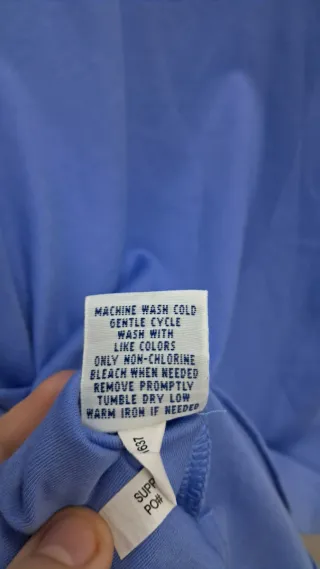 MACHINE WASH COLD
GENTLE CYCLE
WASH WITH
LIKE COLORS
ONLY NON-CHLORINE
BLEACH WHEN NEEDED
REMOVE PROMPTLY
TUMBLE DRY LOW
WARM IRON IF NEEDED
1637
SUPP
PO#